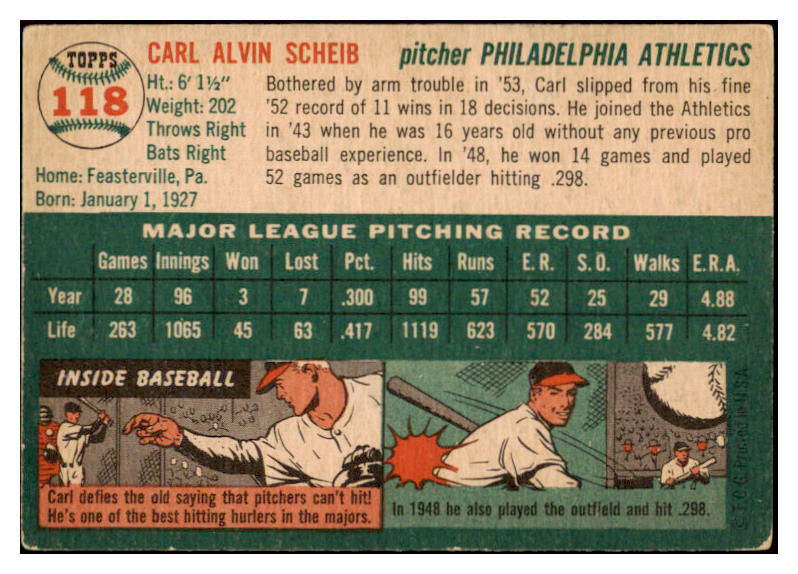 TOPPS
118
CARL ALVIN SCHEIB
pitcher PHILADELPHIA ATHLETICS
Ht.: 6' 1½"
Weight: 202
Throws Right
Bats Right
Home: Feasterville, Pa.
Born: January 1, 1927
Bothered by arm trouble in '53, Carl slipped from his fine
'52 record of 11 wins in 18 decisions. He joined the Athletics
in '43 when he was 16 years old without any previous pro
baseball experience. In '48, he won 14 games and played
52 games as an outfielder hitting .298.
MAJOR LEAGUE PITCHING RECORD
Games Innings Won Lost Pct. Hits Runs E.R. S.O. Walks E.R.A.
Year 28 96 3 7 .300 99 57 52 25 29 4.88
Life 263 1065 45 63 .417 1119 623 570 284 577 4.82
INSIDE BASEBALL
Carl defies the old saying that pitchers can't hit!
He's one of the best hitting hurlers in the majors.
In 1948 he also played the outfield and hit .298.
© T.C.G. Printed in U.S.A.